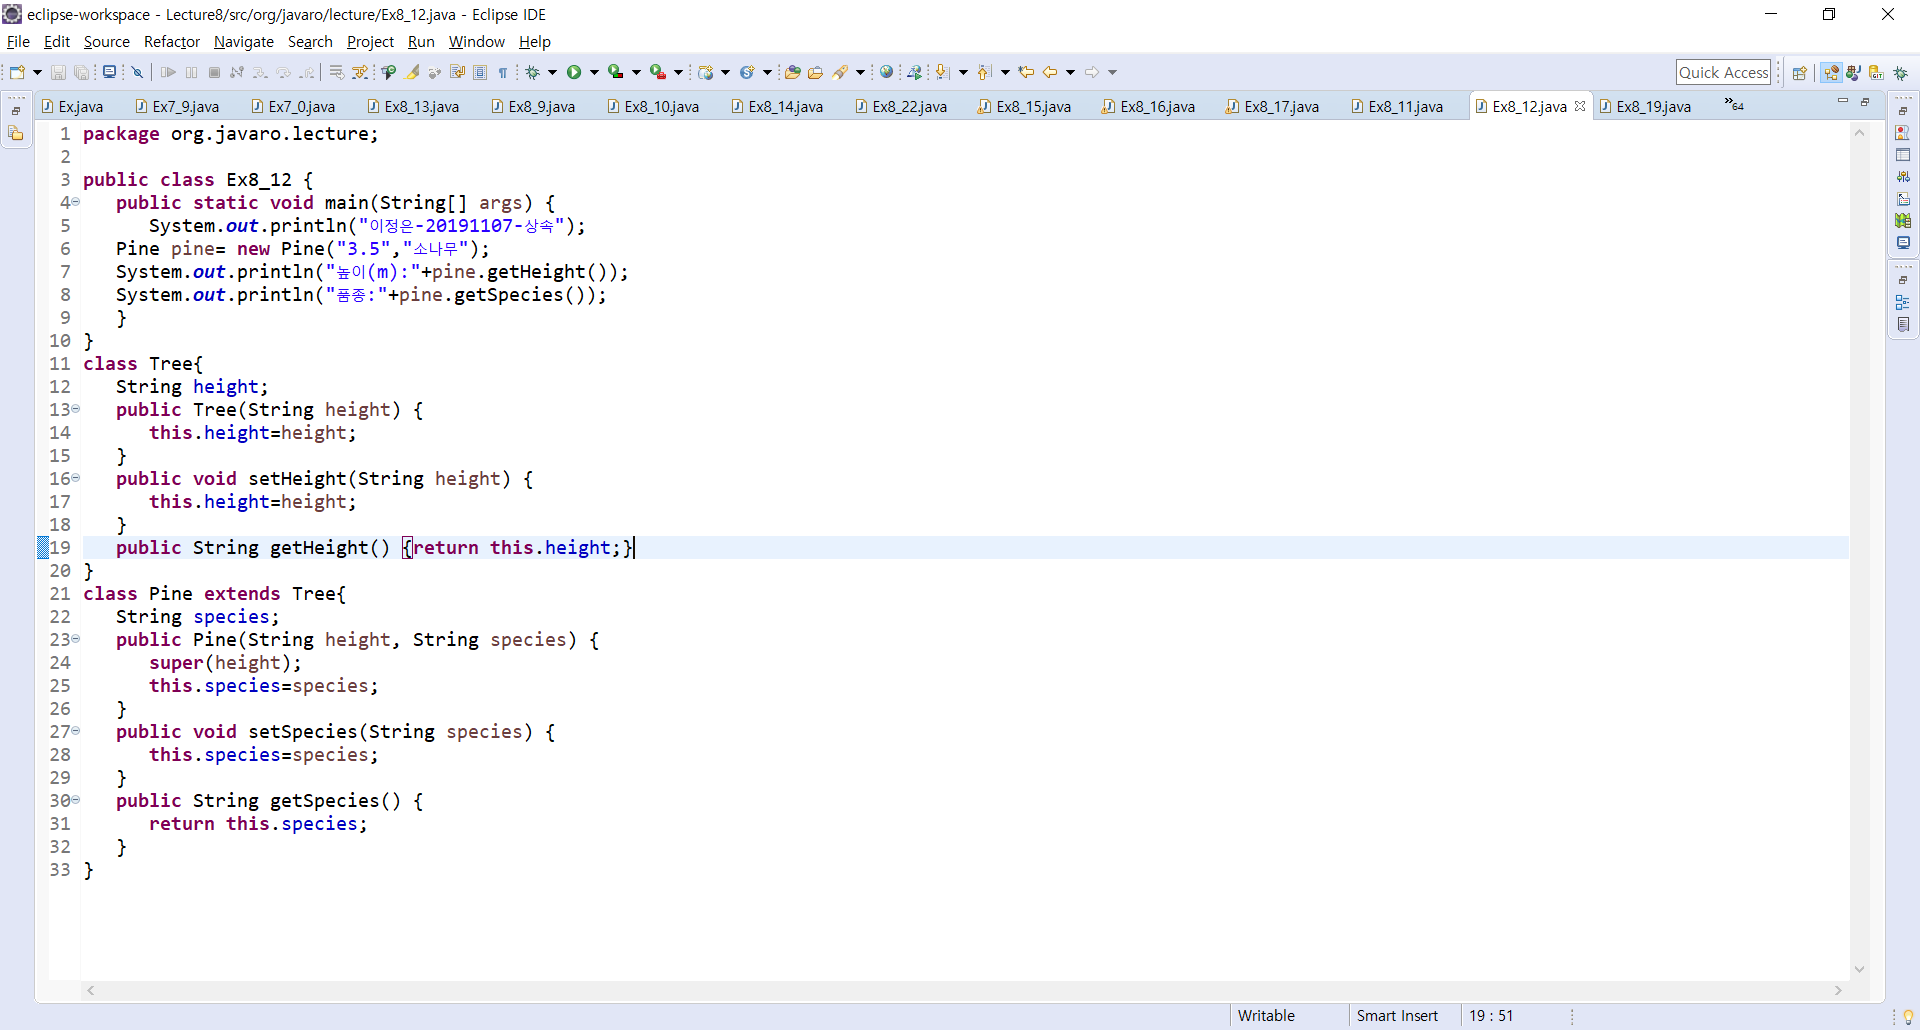 eclipse-workspace - Lecture8/src/org/javaro/lecture/Ex8_12.java - Eclipse IDE
File Edit Source Refactor Navigate Search Project Run Window Help
Quick Access
Ex.java Ex7_9.java Ex7_0.java Ex8_13.java Ex8_9.java Ex8_10.java Ex8_14.java Ex8_22.java Ex8_15.java Ex8_16.java Ex8_17.java Ex8_11.java Ex8_12.java Ex8_19.java »64
1 package org.javaro.lecture;
2
3 public class Ex8_12 {
4 public static void main(String[] args) {
5 System.out.println("이정은-20191107-상속");
6 Pine pine= new Pine("3.5","소나무");
7 System.out.println("높이(m):"+pine.getHeight());
8 System.out.println("품종:"+pine.getSpecies());
9 }
10 }
11 class Tree{
12 String height;
13 public Tree(String height) {
14 this.height=height;
15 }
16 public void setHeight(String height) {
17 this.height=height;
18 }
19 public String getHeight() {return this.height;}
20 }
21 class Pine extends Tree{
22 String species;
23 public Pine(String height, String species) {
24 super(height);
25 this.species=species;
26 }
27 public void setSpecies(String species) {
28 this.species=species;
29 }
30 public String getSpecies() {
31 return this.species;
32 }
33 }
Writable Smart Insert 19 : 51